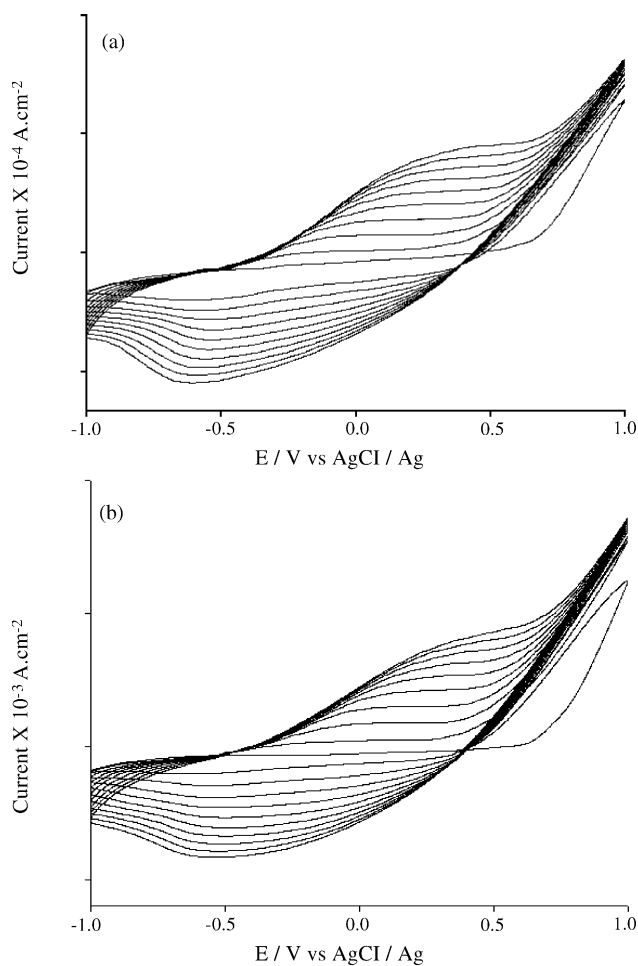 (a)
Current X 10⁻⁴ A.cm⁻²
-1.0 -0.5 0.0 0.5 1.0
E / V vs AgCl / Ag
(b)
Current X 10⁻³ A.cm⁻²
-1.0 -0.5 0.0 0.5 1.0
E / V vs AgCl / Ag